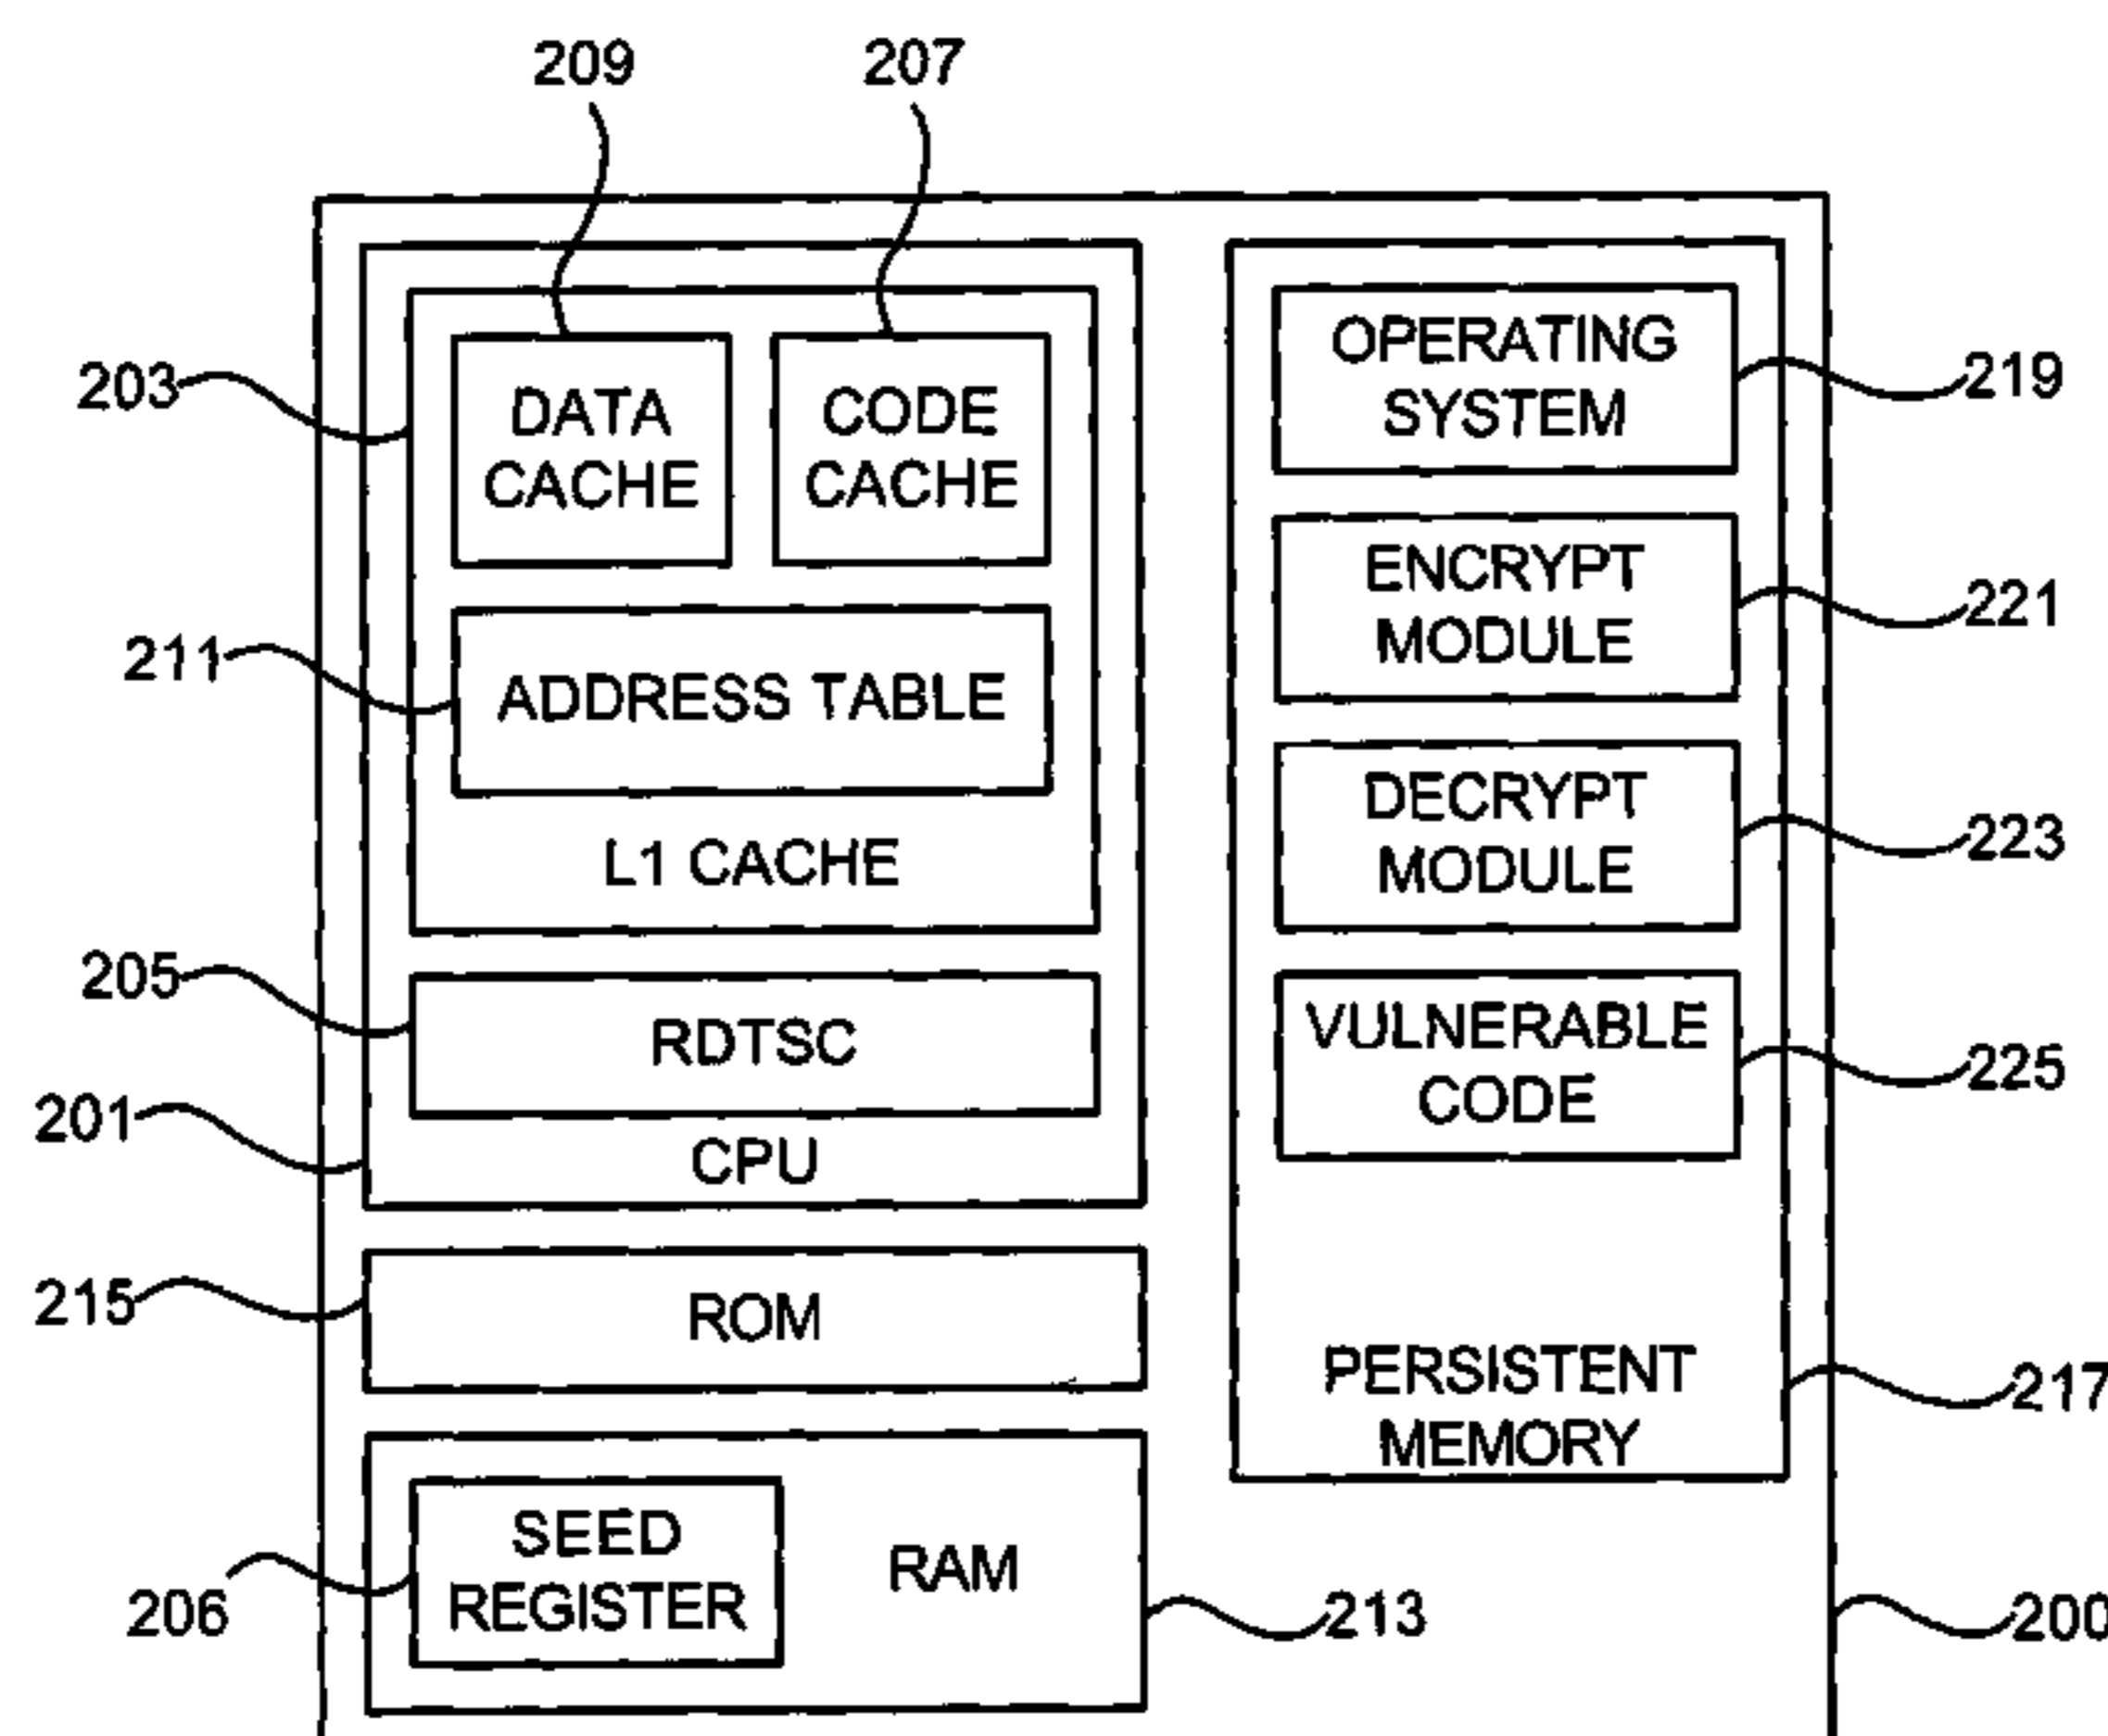 209
207
203
DATA
CACHE
CODE
CACHE
OPERATING
SYSTEM
219
211
ADDRESS TABLE
ENCRYPT
MODULE
221
L1 CACHE
DECRYPT
MODULE
223
205
RDTSC
VULNERABLE
CODE
225
201
CPU
215
ROM
PERSISTENT
MEMORY
217
206
SEED
REGISTER
RAM
213
200